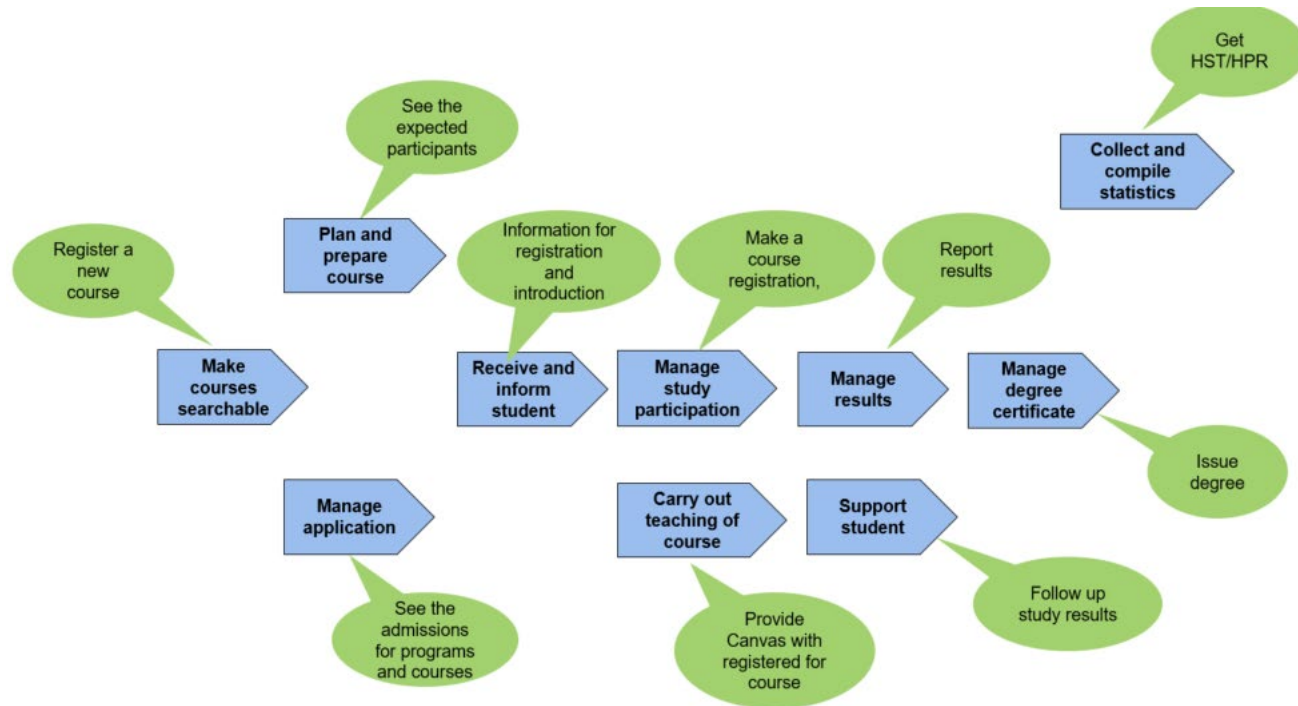 Get
HST/HPR
See the
expected
participants
Collect and
compile
statistics
Plan and
prepare
course
Register a
new
course
Information for
registration
and
introduction
Make a
course
registration,
Report
results
Make
courses
searchable
Receive and
inform
student
Manage
study
participation
Manage
results
Manage
degree
certificate
Issue
degree
Manage
application
Carry out
teaching of
course
Support
student
See the
admissions
for programs
and courses
Provide
Canvas with
registered for
course
Follow up
study results